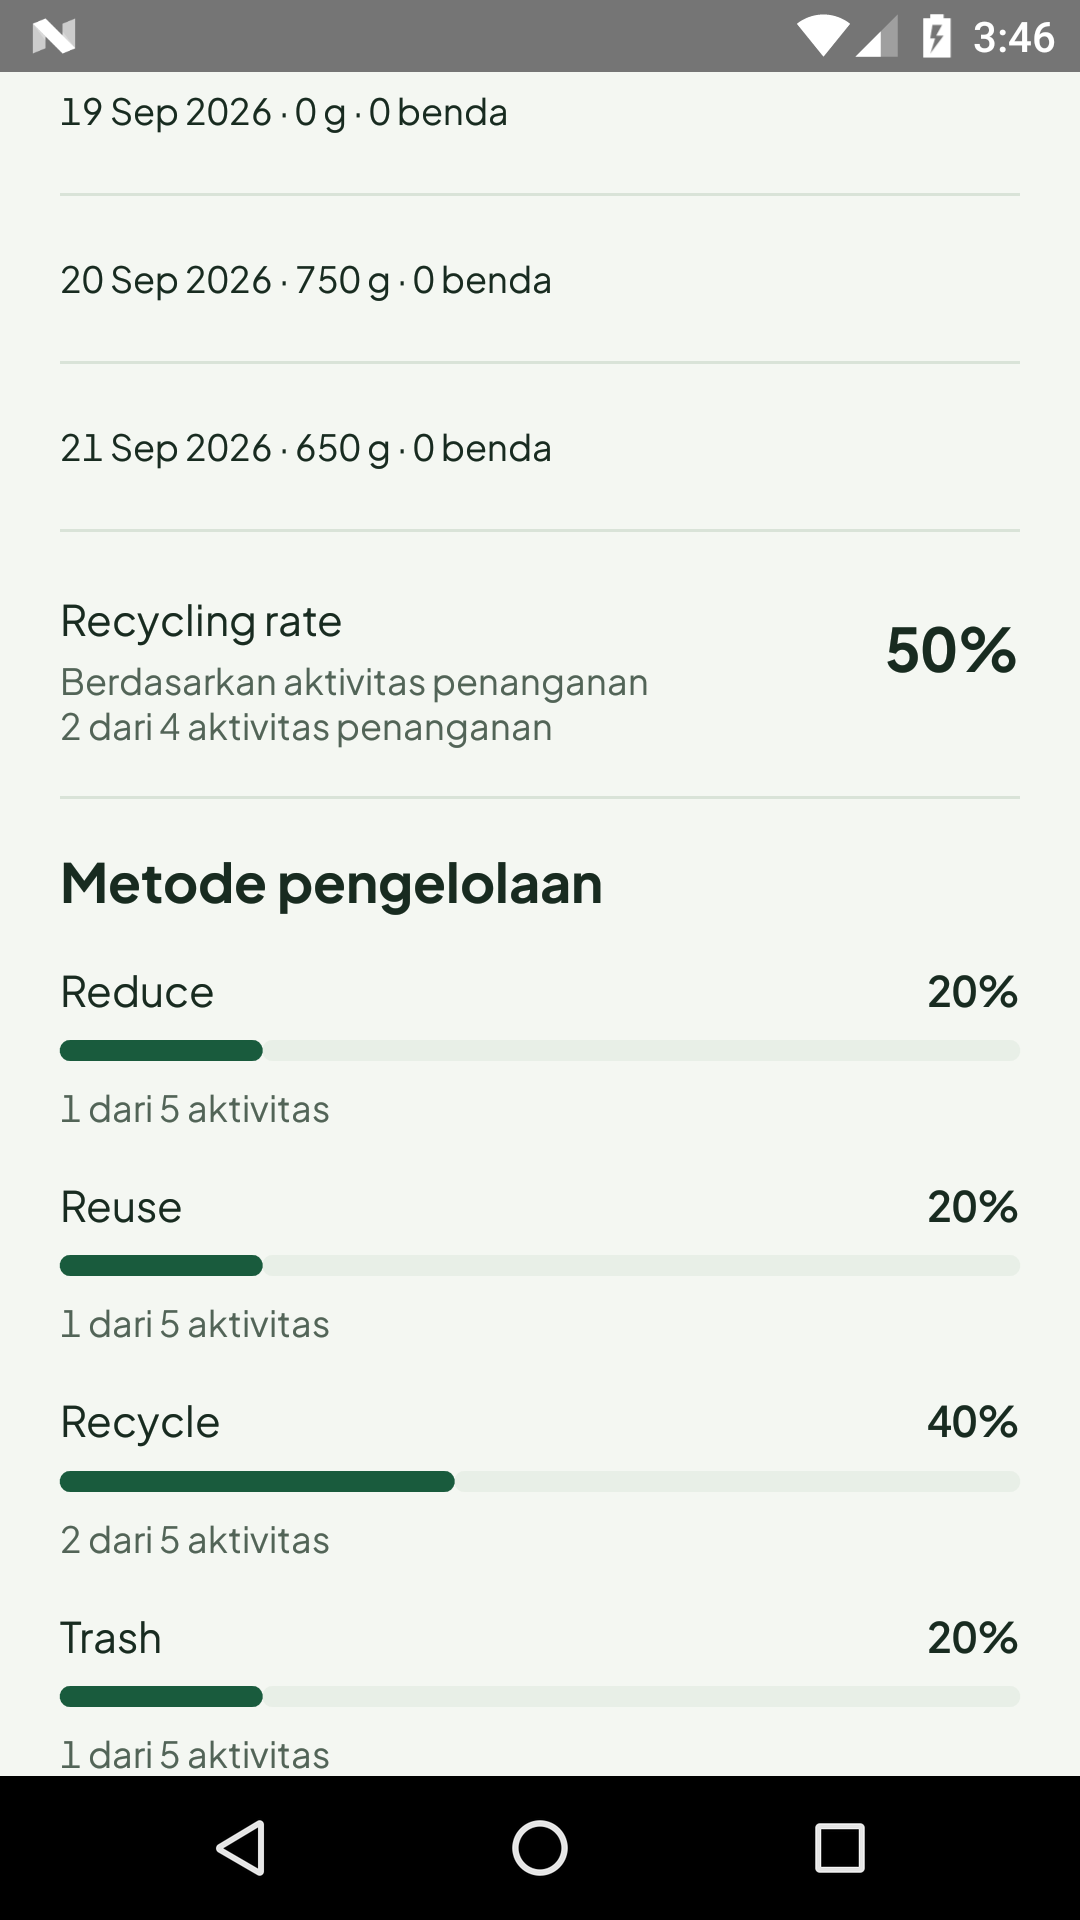 3:46
19 Sep 2026 · 0 g · 0 benda
20 Sep 2026 · 750 g · 0 benda
21 Sep 2026 · 650 g · 0 benda
Recycling rate
50%
Berdasarkan aktivitas penanganan
2 dari 4 aktivitas penanganan
Metode pengelolaan
Reduce 20%
1 dari 5 aktivitas
Reuse 20%
1 dari 5 aktivitas
Recycle 40%
2 dari 5 aktivitas
Trash 20%
1 dari 5 aktivitas